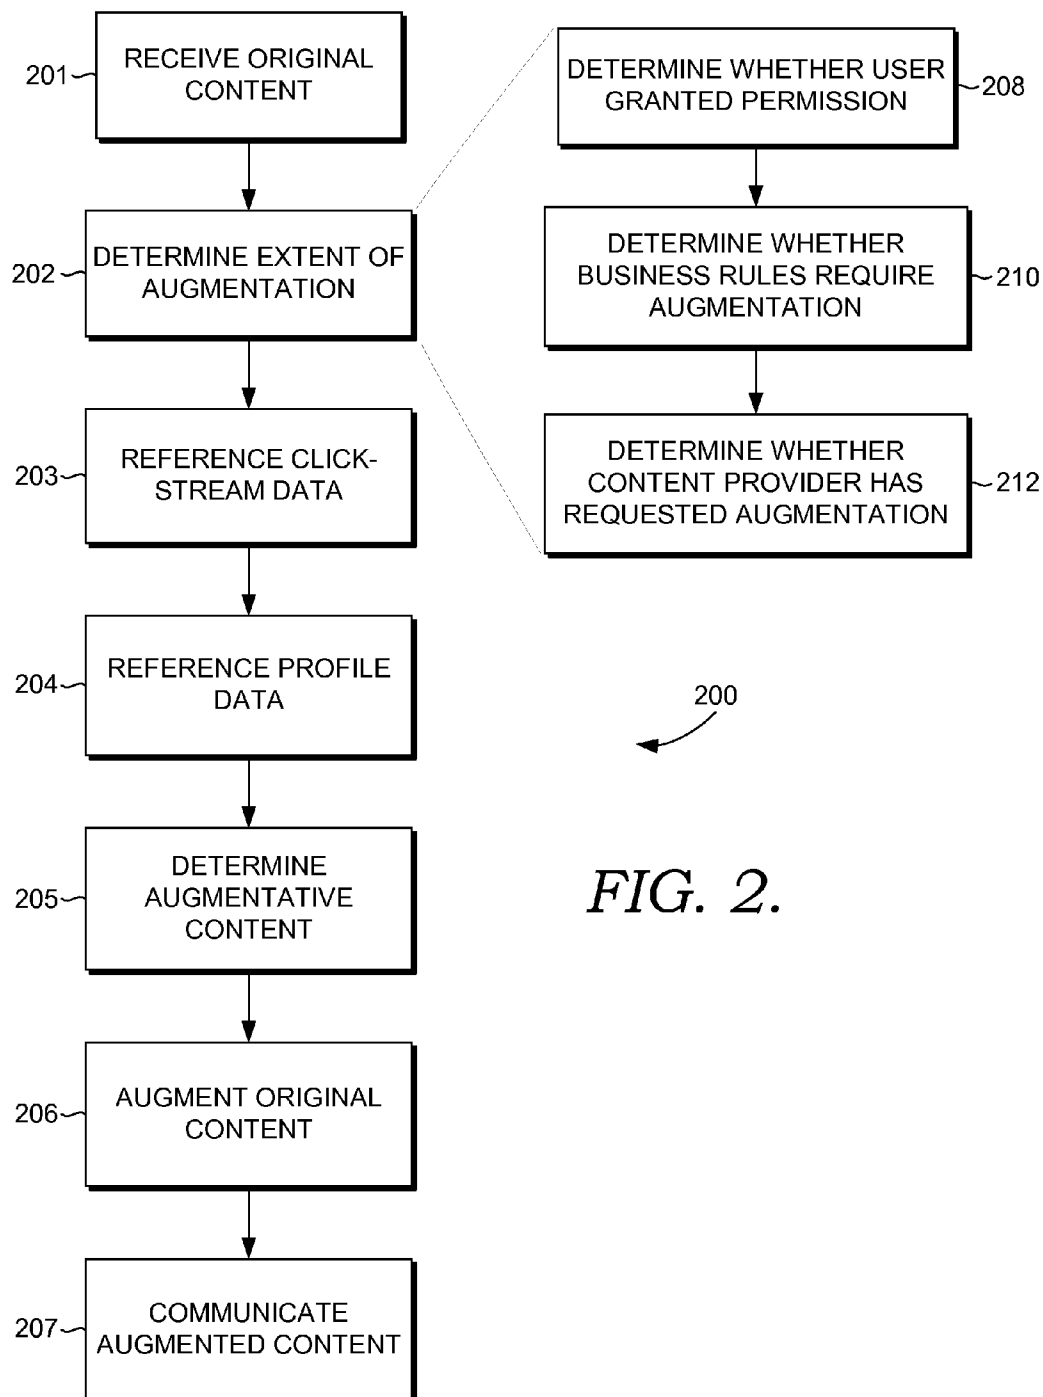 201
RECEIVE ORIGINAL
CONTENT
202
DETERMINE EXTENT OF
AUGMENTATION
203
REFERENCE CLICK-
STREAM DATA
204
REFERENCE PROFILE
DATA
205
DETERMINE
AUGMENTATIVE
CONTENT
206
AUGMENT ORIGINAL
CONTENT
207
COMMUNICATE
AUGMENTED CONTENT
DETERMINE WHETHER USER
GRANTED PERMISSION
208
DETERMINE WHETHER
BUSINESS RULES REQUIRE
AUGMENTATION
210
DETERMINE WHETHER
CONTENT PROVIDER HAS
REQUESTED AUGMENTATION
212
200
FIG. 2.